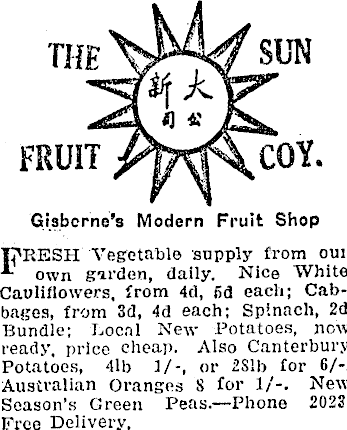 THE SUN
新大
司公
FRUIT COY.
Gisborne's Modern Fruit Shop
FRESH Vegetable supply from our
own garden, daily. Nice White
Cauliflowers, from 4d, 5d each; Cab-
bages, from 3d, 4d each; Spinach, 2d
Bundle; Local New Potatoes, now
ready, price cheap. Also Canterbury
Potatoes, 4lb 1/-, or 28lb for 6/-
Australian Oranges 8 for 1/-. New
Season's Green Peas.—Phone 2023
Free Delivery.